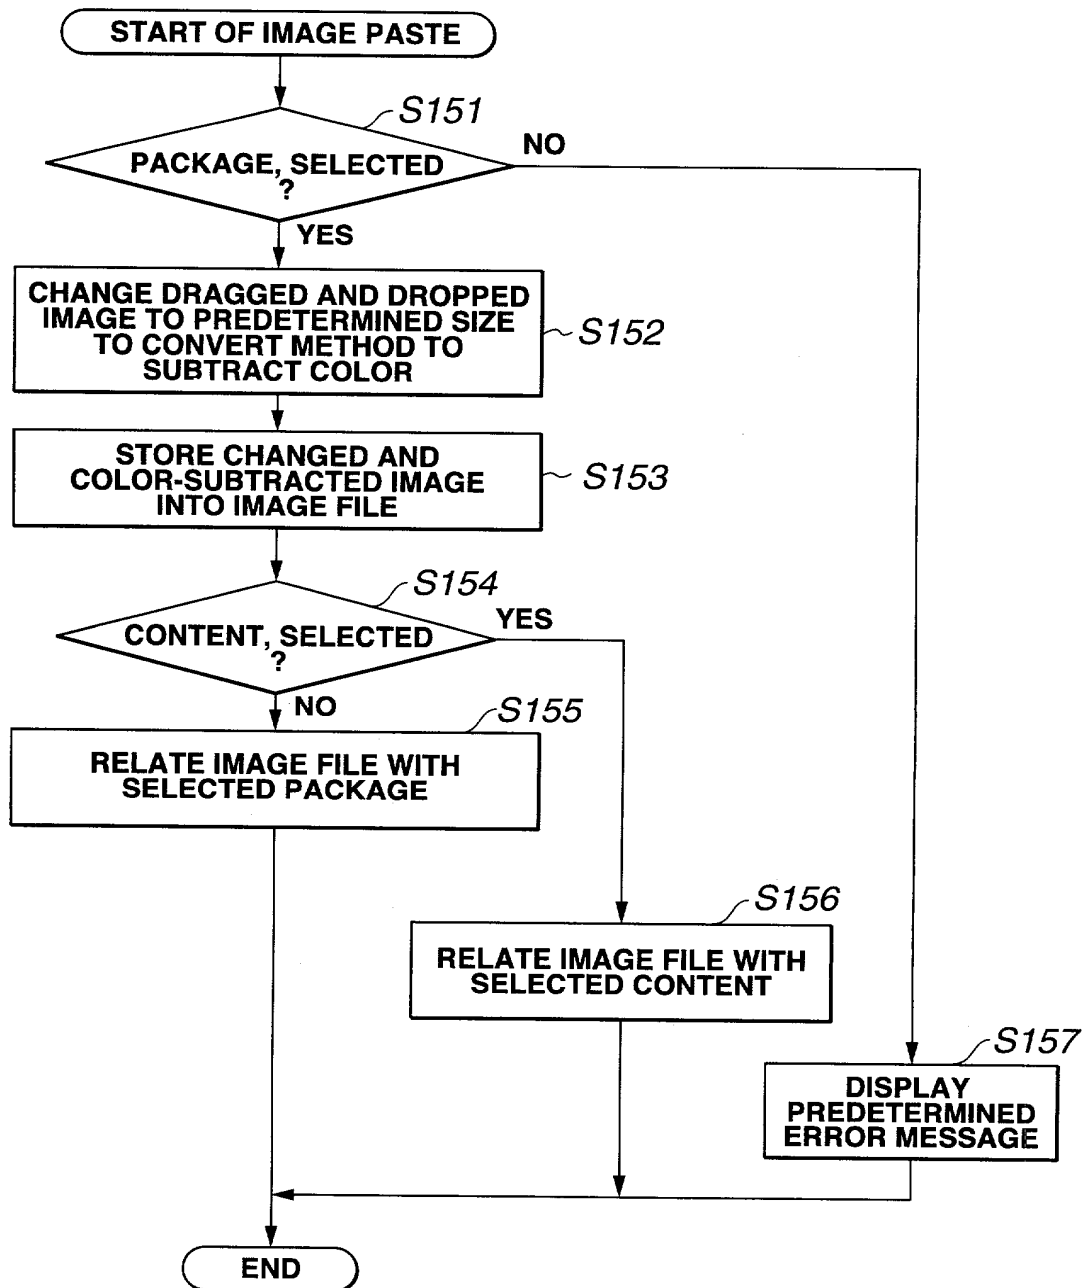 START OF IMAGE PASTE
S151
PACKAGE, SELECTED
?
NO
YES
CHANGE DRAGGED AND DROPPED
IMAGE TO PREDETERMINED SIZE
TO CONVERT METHOD TO
SUBTRACT COLOR
S152
STORE CHANGED AND
COLOR-SUBTRACTED IMAGE
INTO IMAGE FILE
S153
S154
CONTENT, SELECTED
?
YES
NO
S155
RELATE IMAGE FILE WITH
SELECTED PACKAGE
S156
RELATE IMAGE FILE WITH
SELECTED CONTENT
S157
DISPLAY
PREDETERMINED
ERROR MESSAGE
END